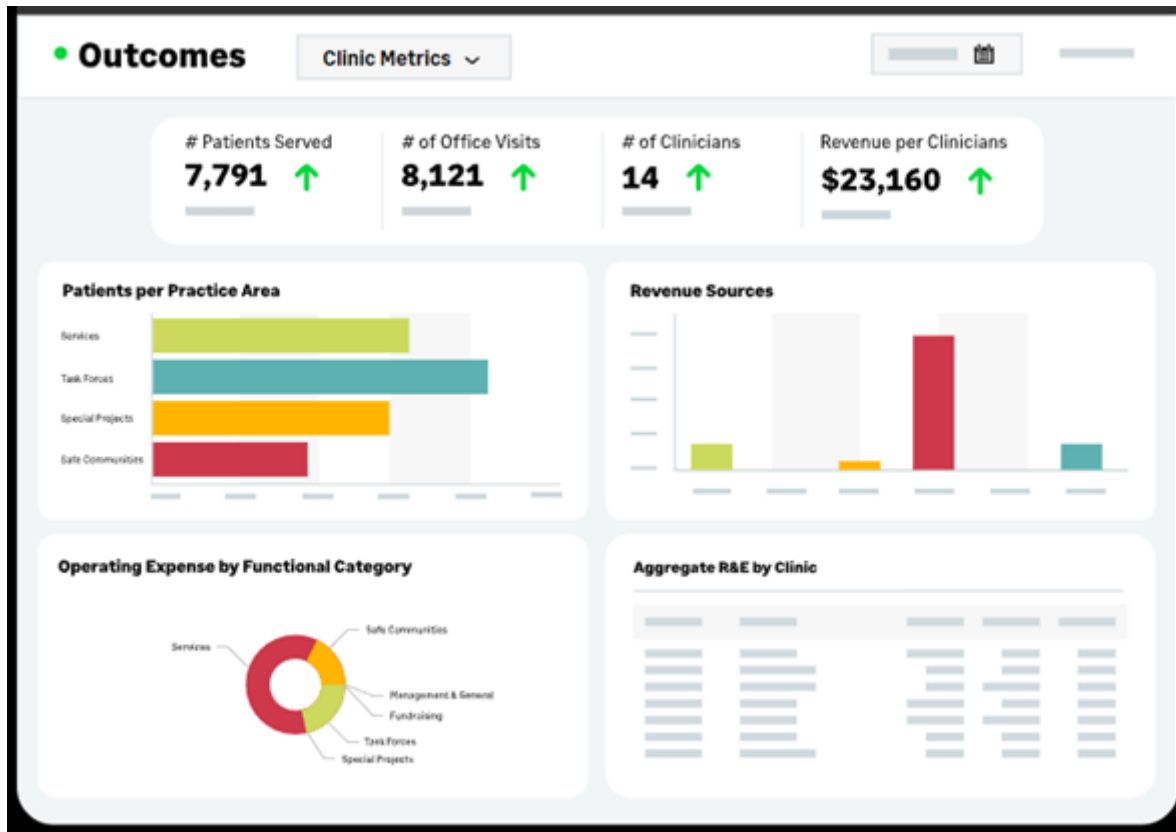 Outcomes
Clinic Metrics
# Patients Served
7,791
# of Office Visits
8,121
# of Clinicians
14
Revenue per Clinicians
$23,160
Patients per Practice Area
Services
Task Forces
Special Projects
Safe Communities
Revenue Sources
Operating Expense by Functional Category
Services
Safe Communities
Management & General
Fundraising
Task Forces
Special Projects
Aggregate R&E by Clinic